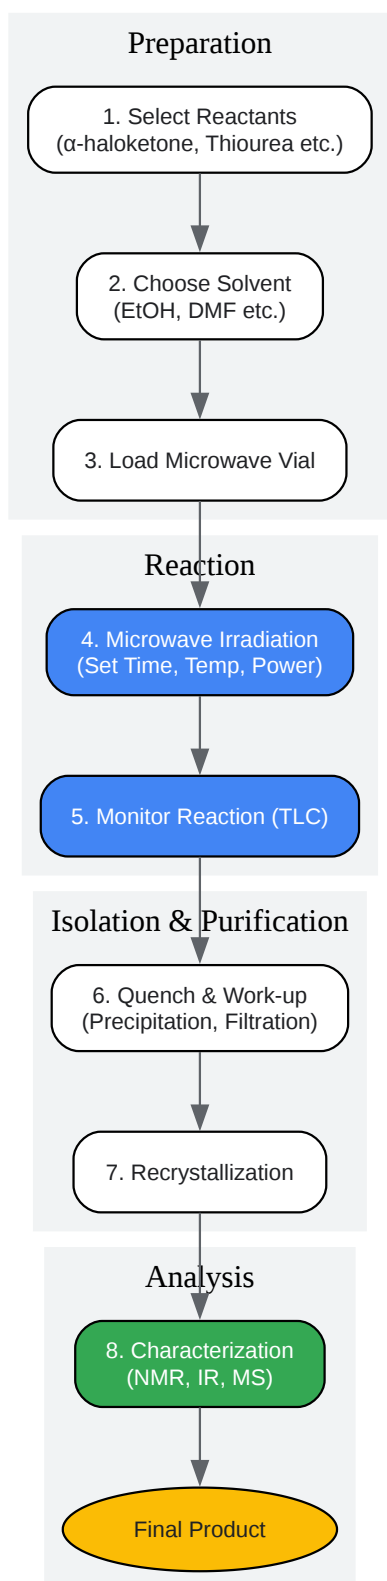 Preparation
1. Select Reactants
(α-haloketone, Thiourea etc.)
2. Choose Solvent
(EtOH, DMF etc.)
3. Load Microwave Vial
Reaction
4. Microwave Irradiation
(Set Time, Temp, Power)
5. Monitor Reaction (TLC)
Isolation & Purification
6. Quench & Work-up
(Precipitation, Filtration)
7. Recrystallization
Analysis
8. Characterization
(NMR, IR, MS)
Final Product